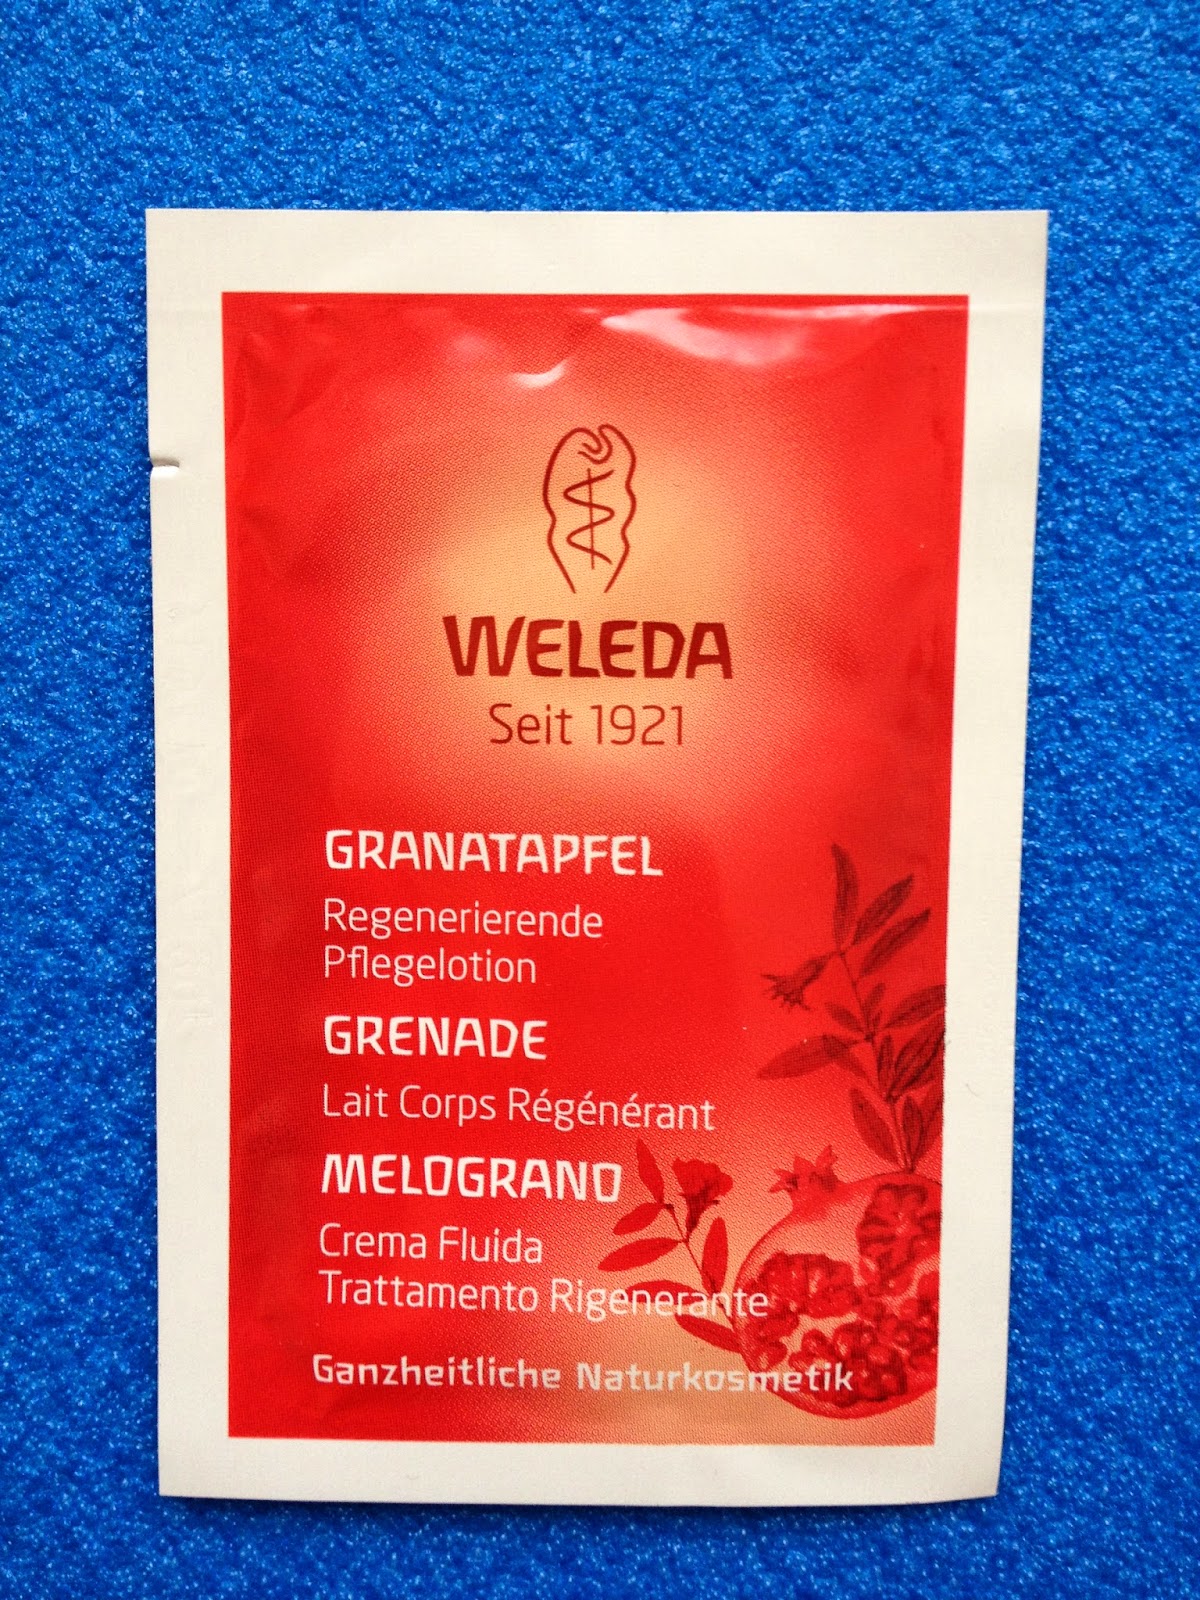 WELEDA
Seit 1921
GRANATAPFEL
Regenerierende
Pflegelotion
GRENADE
Lait Corps Régénérant
MELOGRANO
Crema Fluida
Trattamento Rigenerante
Ganzheitliche Naturkosmetik